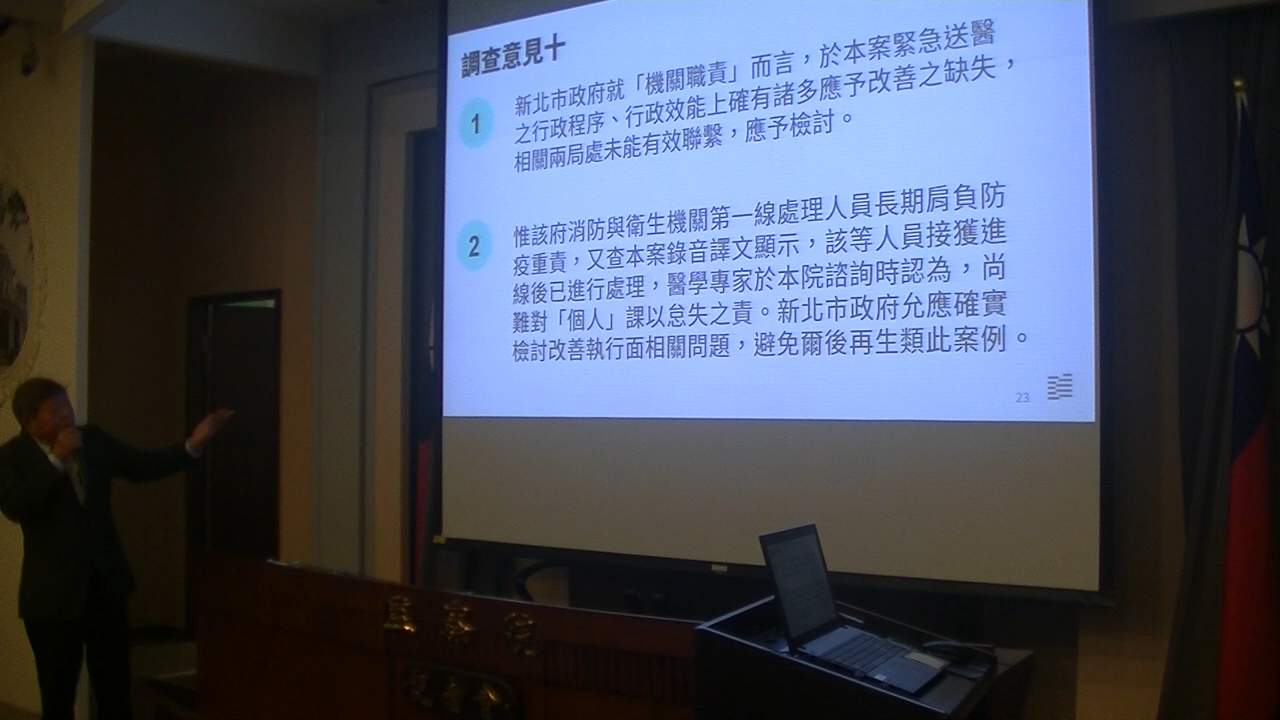 調查意見十
1
新北市政府就「機關職責」而言，於本案緊急送醫
之行政程序、行政效能上確有諸多應予改善之缺失，
相關兩局處未能有效聯繫，應予檢討。
2
惟該府消防與衛生機關第一線處理人員長期肩負防
疫重責，又查本案錄音譯文顯示，該等人員接獲進
線後已進行處理，醫學專家於本院諮詢時認為，尚
難對「個人」課以怠失之責。新北市政府允應確實
檢討改善執行面相關問題，避免爾後再生類此案例。
23
監察院